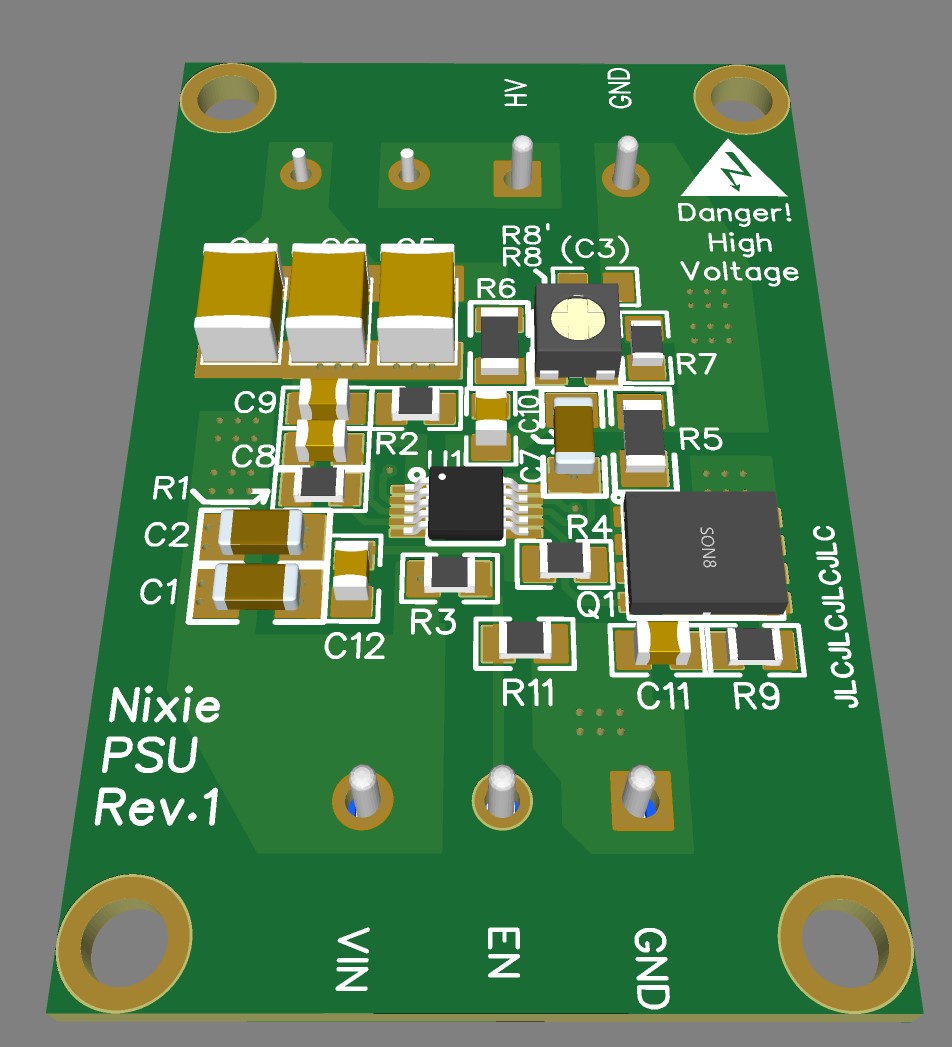 HV
GND
Danger!
High
Voltage
R8'
R8
(C3)
R6
R7
C9
R2
C10
R5
C8
U1
C7
R1
C2
R4
SON8
C1
Q1
R3
C12
JLCJLCJLCJLC
R11
C11
R9
Nixie
PSU
Rev.1
VIN
EN
GND